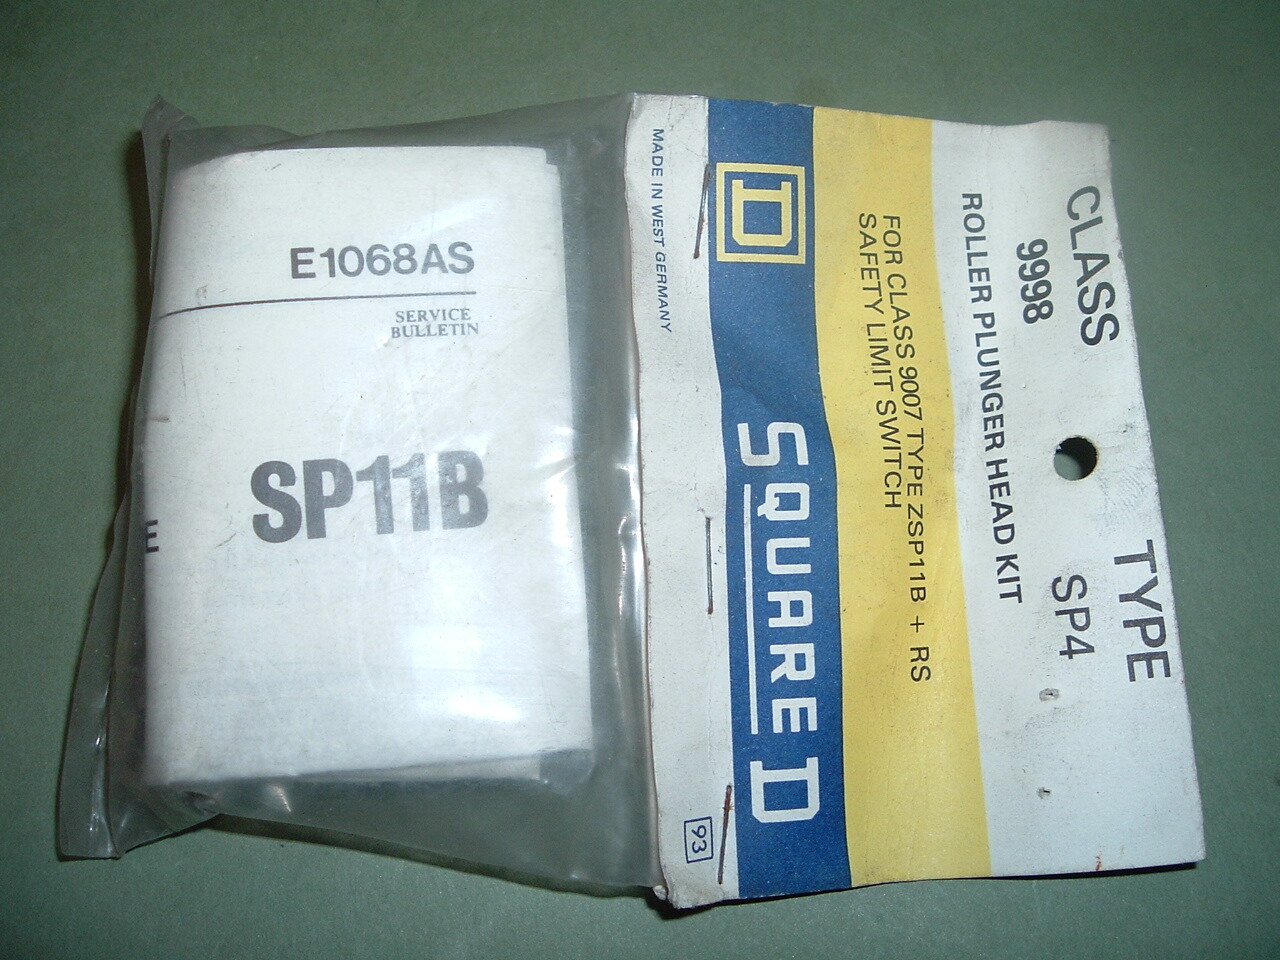 CLASS TYPE
9998 SP4
ROLLER PLUNGER HEAD KIT
FOR CLASS 9007 TYPE ZSP11B + RS
SAFETY LIMIT SWITCH
D
SQUARE D
MADE IN WEST GERMANY
93
E1068AS
SERVICE
BULLETIN
SP11B
E